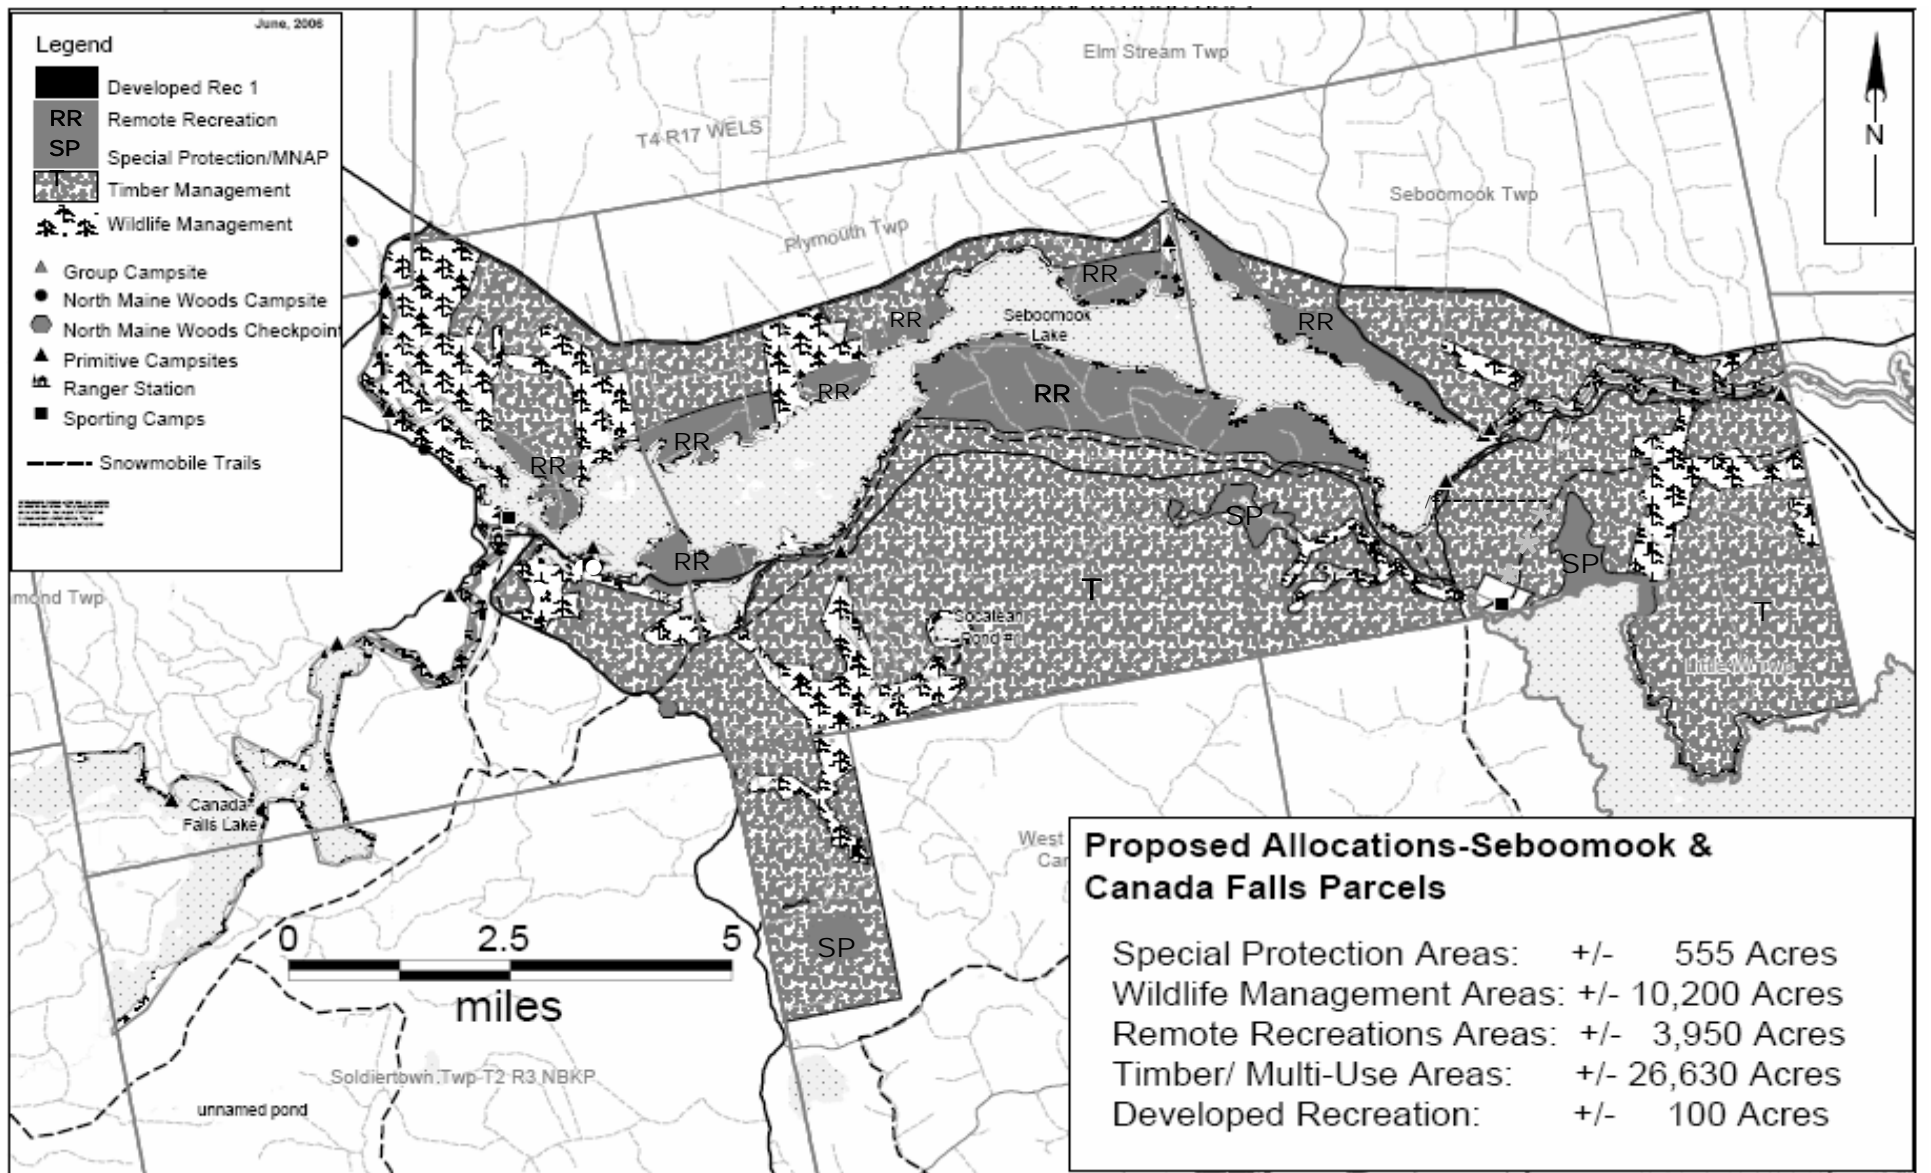 June, 2006
Legend
Developed Rec 1
RR Remote Recreation
SP Special Protection/MNAP
T Timber Management
Wildlife Management
Group Campsite
North Maine Woods Campsite
North Maine Woods Checkpoint
Primitive Campsites
Ranger Station
Sporting Camps
Snowmobile Trails
Elm Stream Twp
T4 R17 WELS
Seboomook Twp
Plymouth Twp
N
RR
RR
RR
Seboomook
Lake
RR
RR
RR
RR
SP
RR
SP
T
T
mond Twp
Socatean
Pond #1
Little W Twp
Canada
Falls Lake
West
Car
SP
0 2.5 5
miles
Soldiertown Twp T2 R3 NBKP
unnamed pond
Proposed Allocations-Seboomook &
Canada Falls Parcels
Special Protection Areas: +/- 555 Acres
Wildlife Management Areas: +/- 10,200 Acres
Remote Recreations Areas: +/- 3,950 Acres
Timber/ Multi-Use Areas: +/- 26,630 Acres
Developed Recreation: +/- 100 Acres